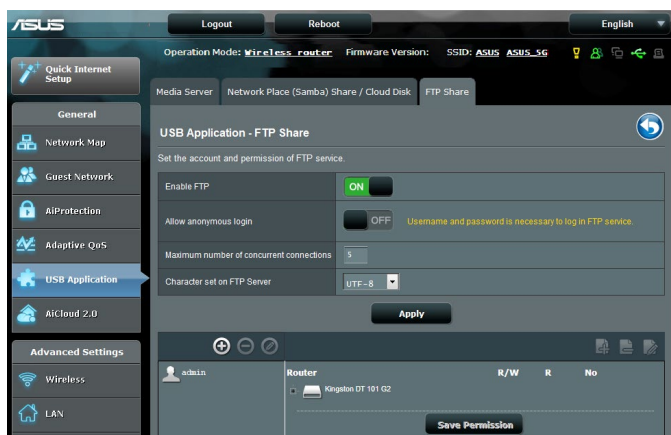 ASUS
Logout Reboot English
Operation Mode: Wireless router Firmware Version: SSID: ASUS ASUS_5G
Quick Internet Setup
Media Server Network Place (Samba) Share / Cloud Disk FTP Share
General
Network Map
Guest Network
AiProtection
Adaptive QoS
USB Application
AiCloud 2.0
Advanced Settings
Wireless
LAN
USB Application - FTP Share
Set the account and permission of FTP service.
Enable FTP ON
Allow anonymous login OFF Username and password is necessary to log in FTP service.
Maximum number of concurrent connections 5
Character set on FTP Server UTF-8
Apply
admin Router R/W R No
Kingston DT 101 G2
Save Permission